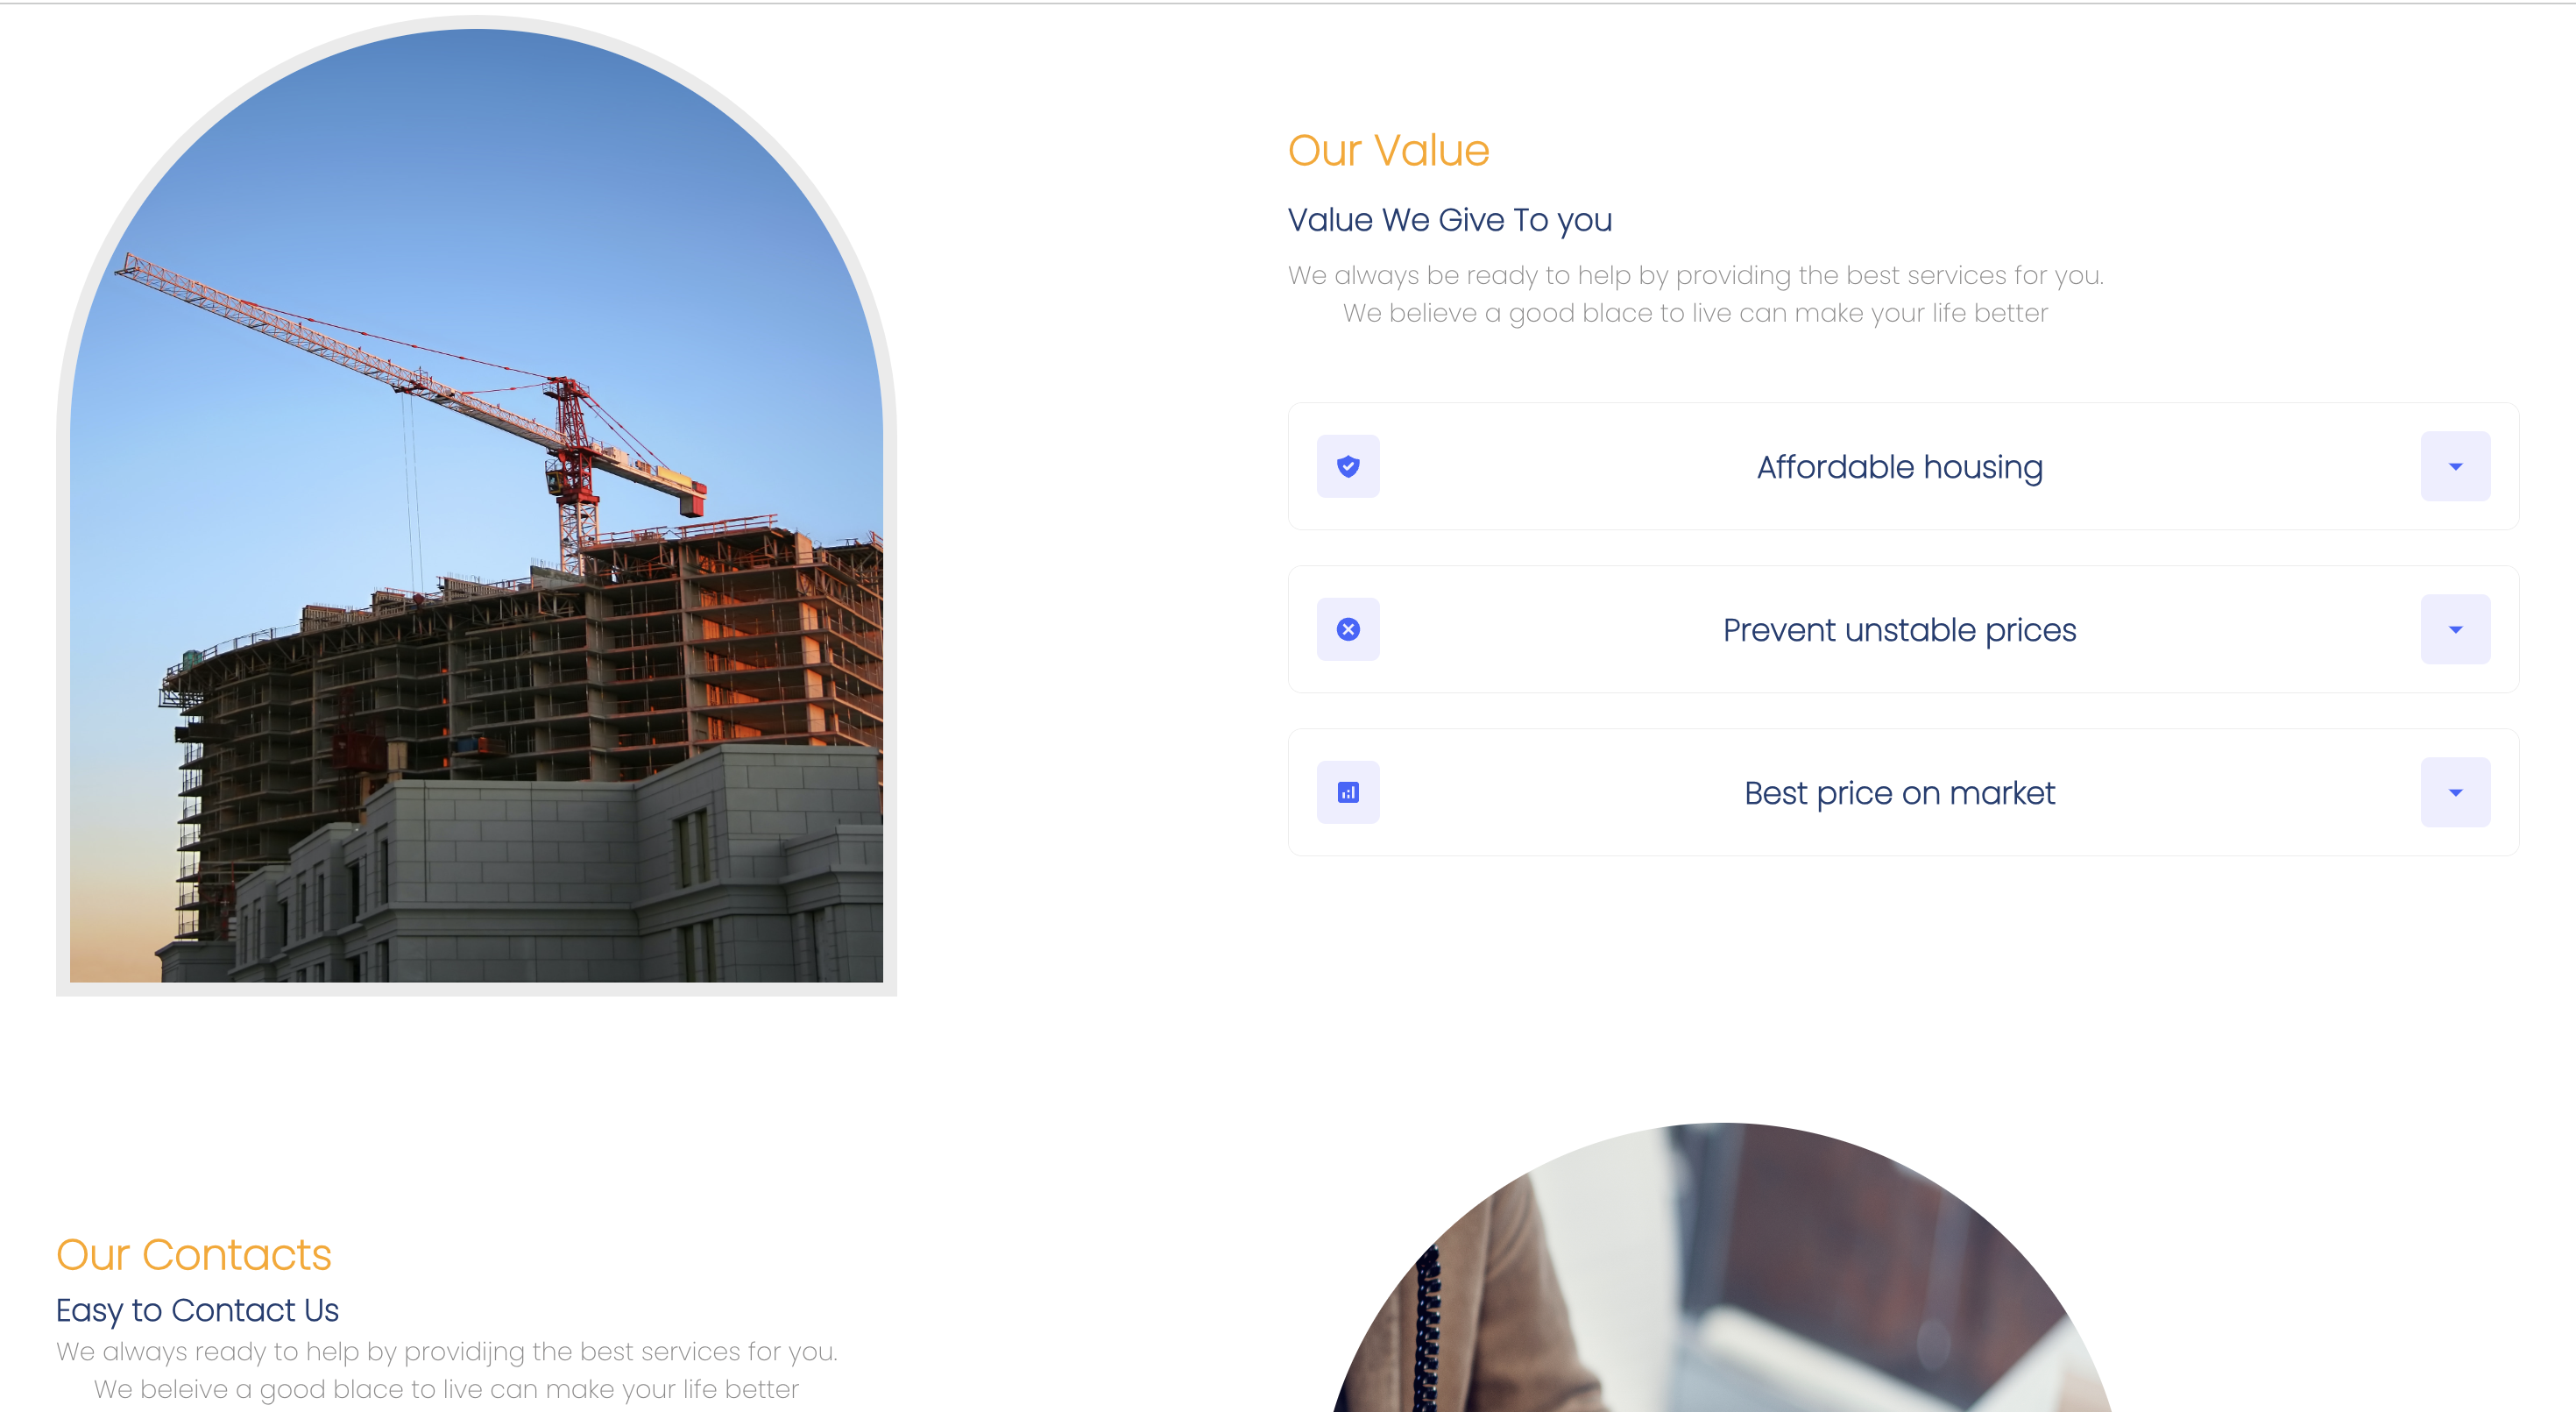 Our Value
Value We Give To you
We always be ready to help by providing the best services for you.
We believe a good blace to live can make your life better
Affordable housing
Prevent unstable prices
Best price on market
Our Contacts
Easy to Contact Us
We always ready to help by providijng the best services for you.
We beleive a good blace to live can make your life better